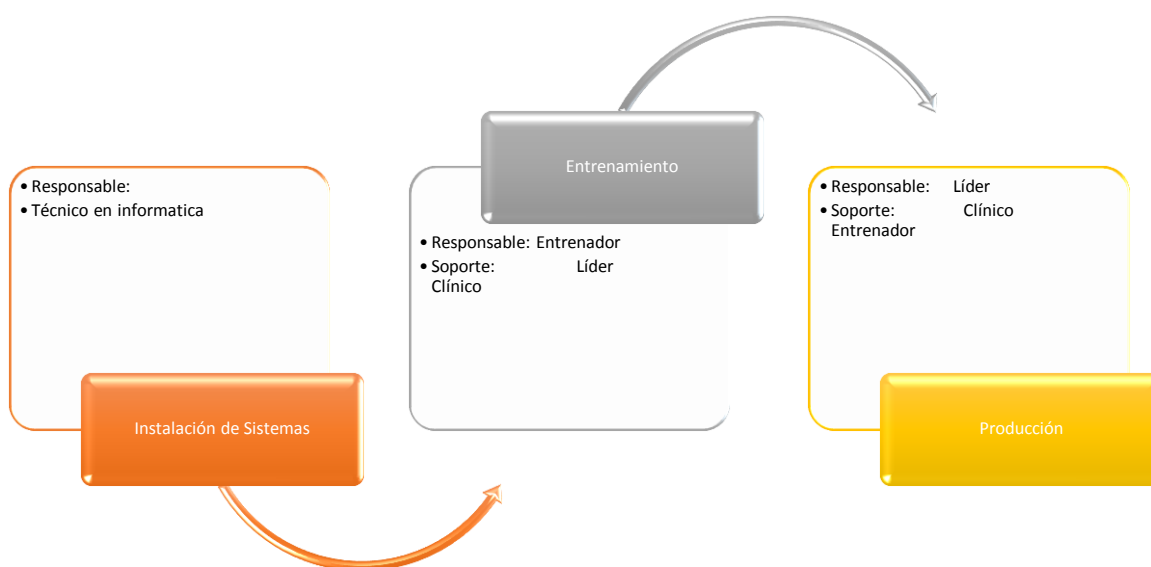 • Responsable:
• Técnico en informatica
Instalación de Sistemas
Entrenamiento
• Responsable: Entrenador
• Soporte: Líder
Clínico
• Responsable: Líder
• Soporte: Clínico
Entrenador
Producción